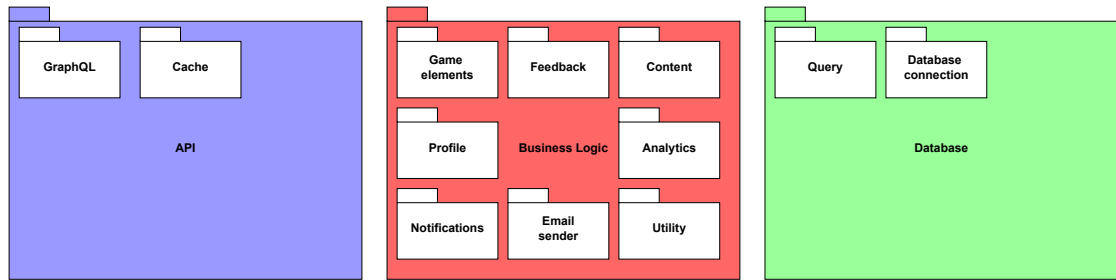 GraphQL
Cache
API
Game
elements
Feedback
Content
Profile
Business Logic
Analytics
Notifications
Email
sender
Utility
Query
Database
connection
Database